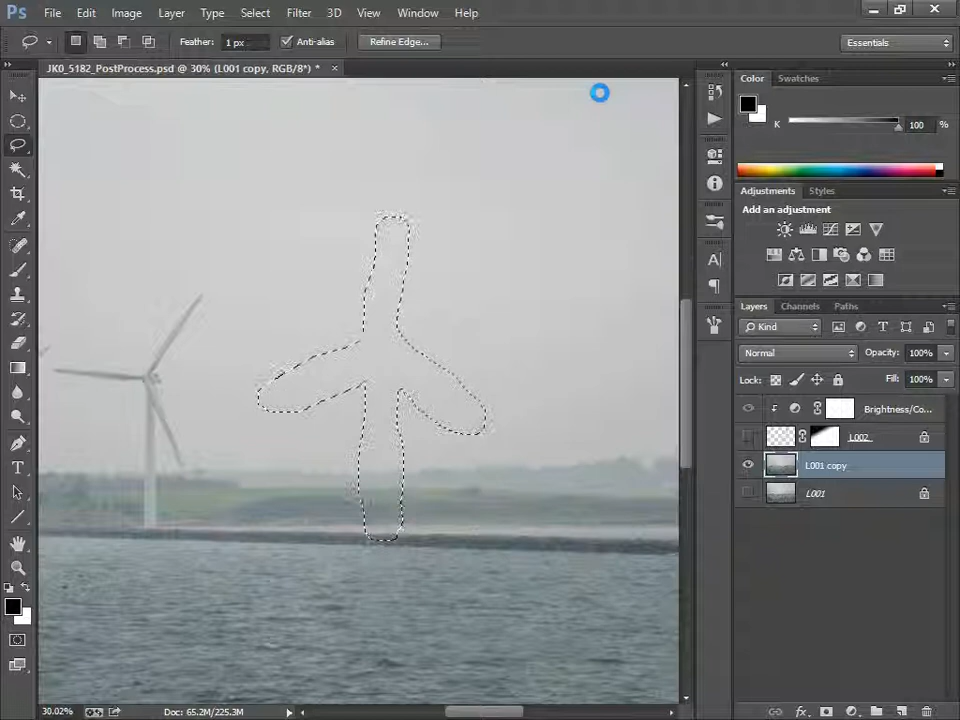 Ps File Edit Image Layer Type Select Filter 3D View Window Help
Feather: 1 px Anti-alias Refine Edge... Essentials
JK0_5182_PostProcess.psd @ 30% (L001 copy, RGB/8*) * ×
Color Swatches
K 100 %
Adjustments Styles
Add an adjustment
Layers Channels Paths
Kind
Normal Opacity: 100%
Lock: Fill: 100%
Brightness/Co...
L002
L001 copy
L001
30.02% Doc: 65.2M/225.3M